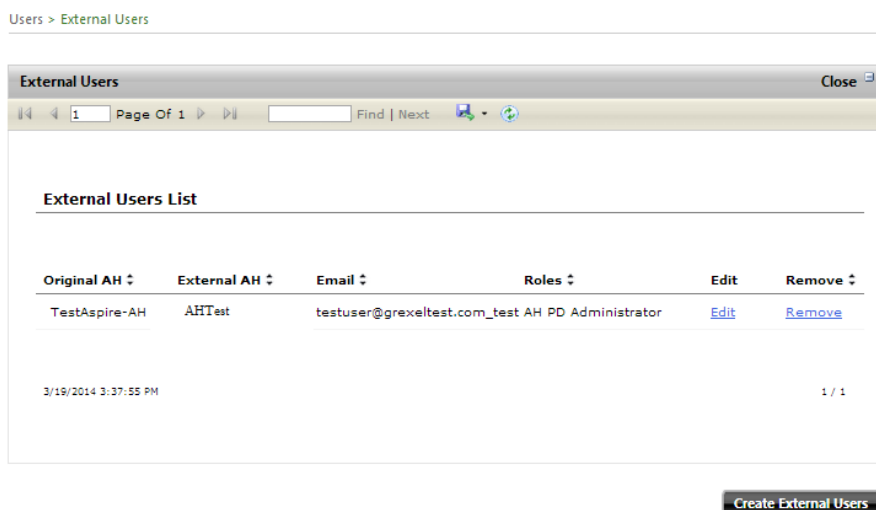 Users > External Users
External Users Close
1 Page Of 1 Find | Next
External Users List
Original AH External AH Email Roles Edit Remove
TestAspire-AH AHTest testuser@grexeltest.com_test AH PD Administrator Edit Remove
3/19/2014 3:37:55 PM 1 / 1
Create External Users